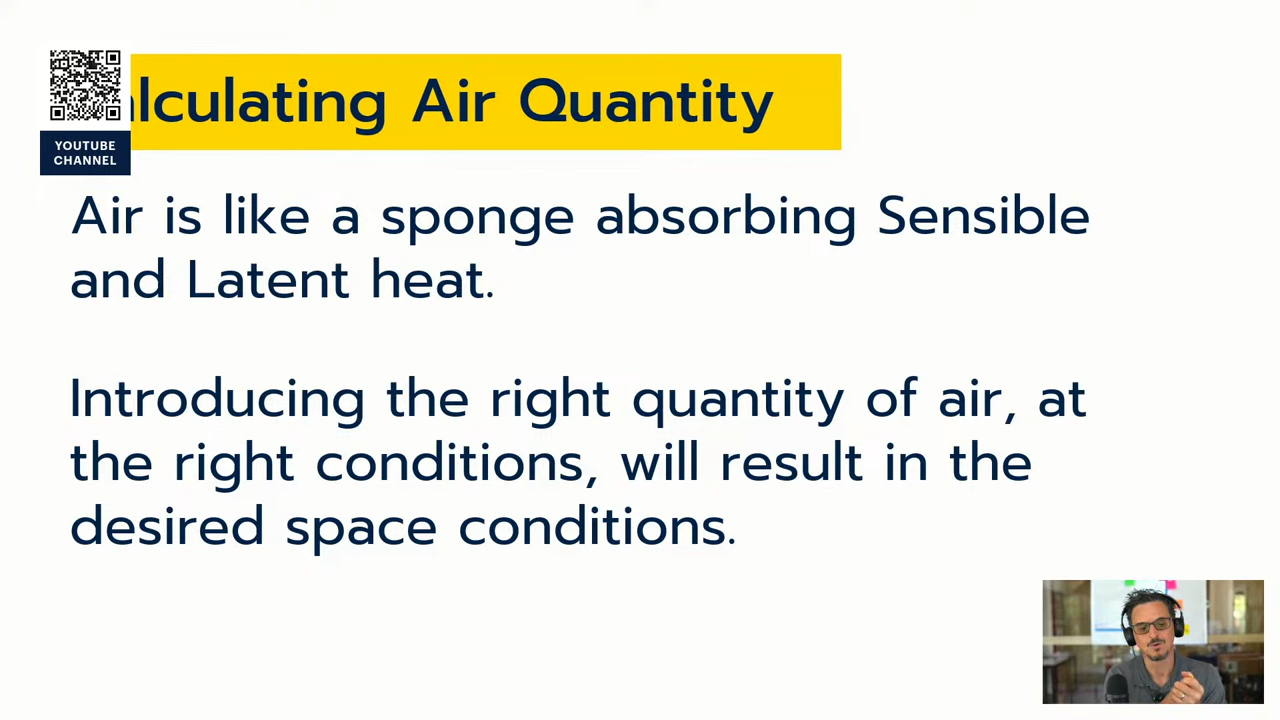 alculating Air Quantity
YOUTUBE
CHANNEL
Air is like a sponge absorbing Sensible
and Latent heat.
Introducing the right quantity of air, at
the right conditions, will result in the
desired space conditions.